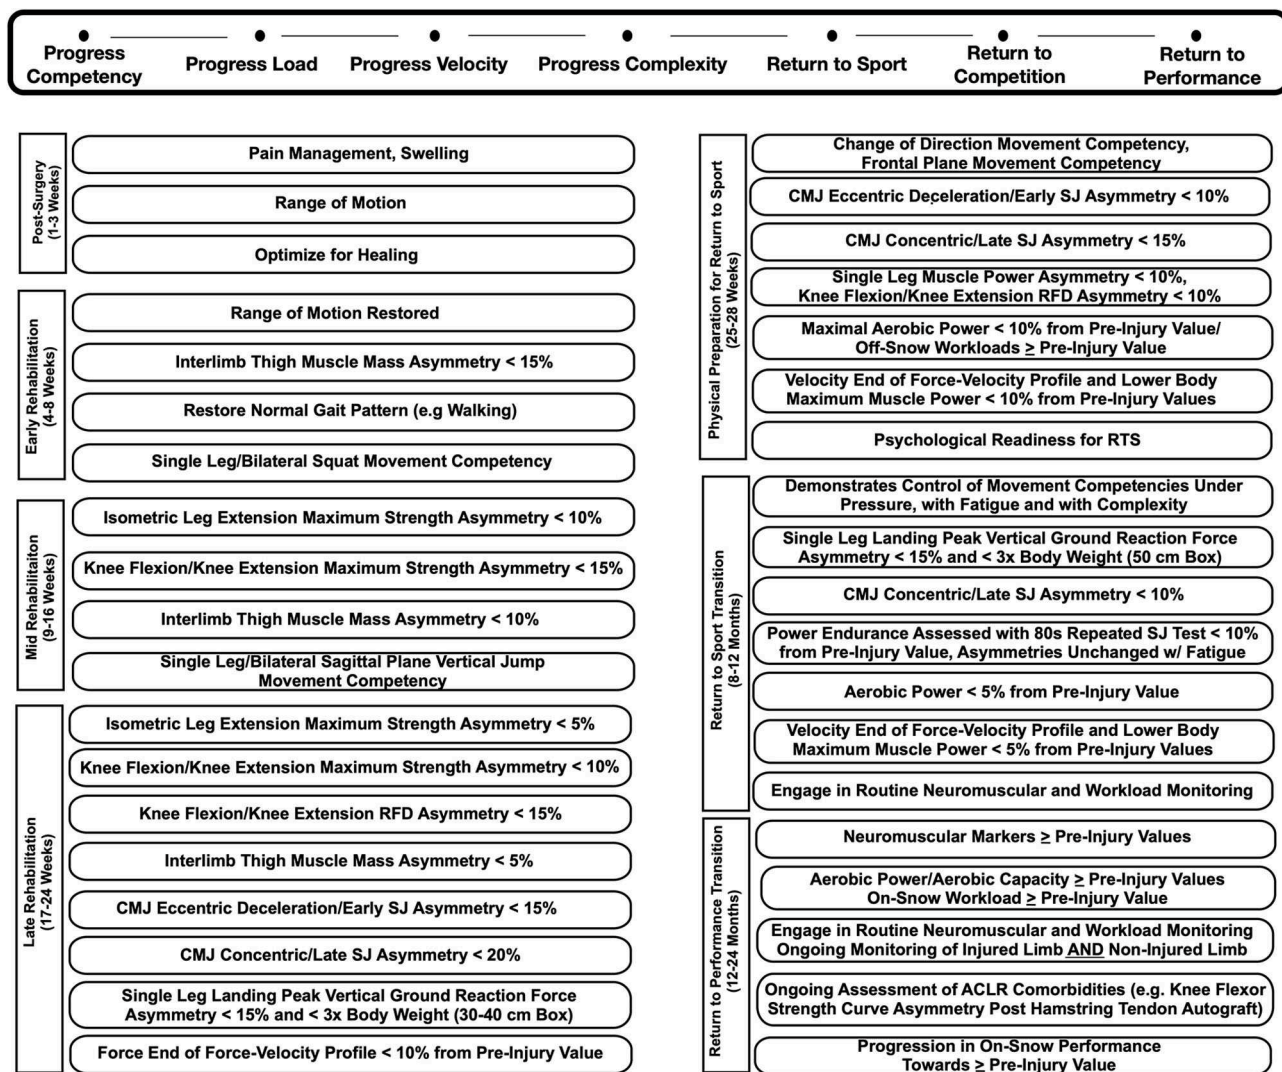 Progress
Competency
Progress Load
Progress Velocity
Progress Complexity
Return to Sport
Return to
Competition
Return to
Performance
Post-Surgery
(1-3 Weeks)
Pain Management, Swelling
Range of Motion
Optimize for Healing
Early Rehabilitation
(4-8 Weeks)
Range of Motion Restored
Interlimb Thigh Muscle Mass Asymmetry < 15%
Restore Normal Gait Pattern (e.g Walking)
Single Leg/Bilateral Squat Movement Competency
Mid Rehabilitaiton
(9-16 Weeks)
Isometric Leg Extension Maximum Strength Asymmetry < 10%
Knee Flexion/Knee Extension Maximum Strength Asymmetry < 15%
Interlimb Thigh Muscle Mass Asymmetry < 10%
Single Leg/Bilateral Sagittal Plane Vertical Jump
Movement Competency
Late Rehabilitation
(17-24 Weeks)
Isometric Leg Extension Maximum Strength Asymmetry < 5%
Knee Flexion/Knee Extension Maximum Strength Asymmetry < 10%
Knee Flexion/Knee Extension RFD Asymmetry < 15%
Interlimb Thigh Muscle Mass Asymmetry < 5%
CMJ Eccentric Deceleration/Early SJ Asymmetry < 15%
CMJ Concentric/Late SJ Asymmetry < 20%
Single Leg Landing Peak Vertical Ground Reaction Force
Asymmetry < 15% and < 3x Body Weight (30-40 cm Box)
Force End of Force-Velocity Profile < 10% from Pre-Injury Value
Physical Preparation for Return to Sport
(25-28 Weeks)
Change of Direction Movement Competency,
Frontal Plane Movement Competency
CMJ Eccentric Deceleration/Early SJ Asymmetry < 10%
CMJ Concentric/Late SJ Asymmetry < 15%
Single Leg Muscle Power Asymmetry < 10%,
Knee Flexion/Knee Extension RFD Asymmetry < 10%
Maximal Aerobic Power < 10% from Pre-Injury Value/
Off-Snow Workloads ≥ Pre-Injury Value
Velocity End of Force-Velocity Profile and Lower Body
Maximum Muscle Power < 10% from Pre-Injury Values
Psychological Readiness for RTS
Return to Sport Transition
(8-12 Months)
Demonstrates Control of Movement Competencies Under
Pressure, with Fatigue and with Complexity
Single Leg Landing Peak Vertical Ground Reaction Force
Asymmetry < 15% and < 3x Body Weight (50 cm Box)
CMJ Concentric/Late SJ Asymmetry < 10%
Power Endurance Assessed with 80s Repeated SJ Test < 10%
from Pre-Injury Value, Asymmetries Unchanged w/ Fatigue
Aerobic Power < 5% from Pre-Injury Value
Velocity End of Force-Velocity Profile and Lower Body
Maximum Muscle Power < 5% from Pre-Injury Values
Engage in Routine Neuromuscular and Workload Monitoring
Return to Performance Transition
(12-24 Months)
Neuromuscular Markers ≥ Pre-Injury Values
Aerobic Power/Aerobic Capacity ≥ Pre-Injury Values
On-Snow Workload ≥ Pre-Injury Value
Engage in Routine Neuromuscular and Workload Monitoring
Ongoing Monitoring of Injured Limb AND Non-Injured Limb
Ongoing Assessment of ACLR Comorbidities (e.g. Knee Flexor
Strength Curve Asymmetry Post Hamstring Tendon Autograft)
Progression in On-Snow Performance
Towards ≥ Pre-Injury Value